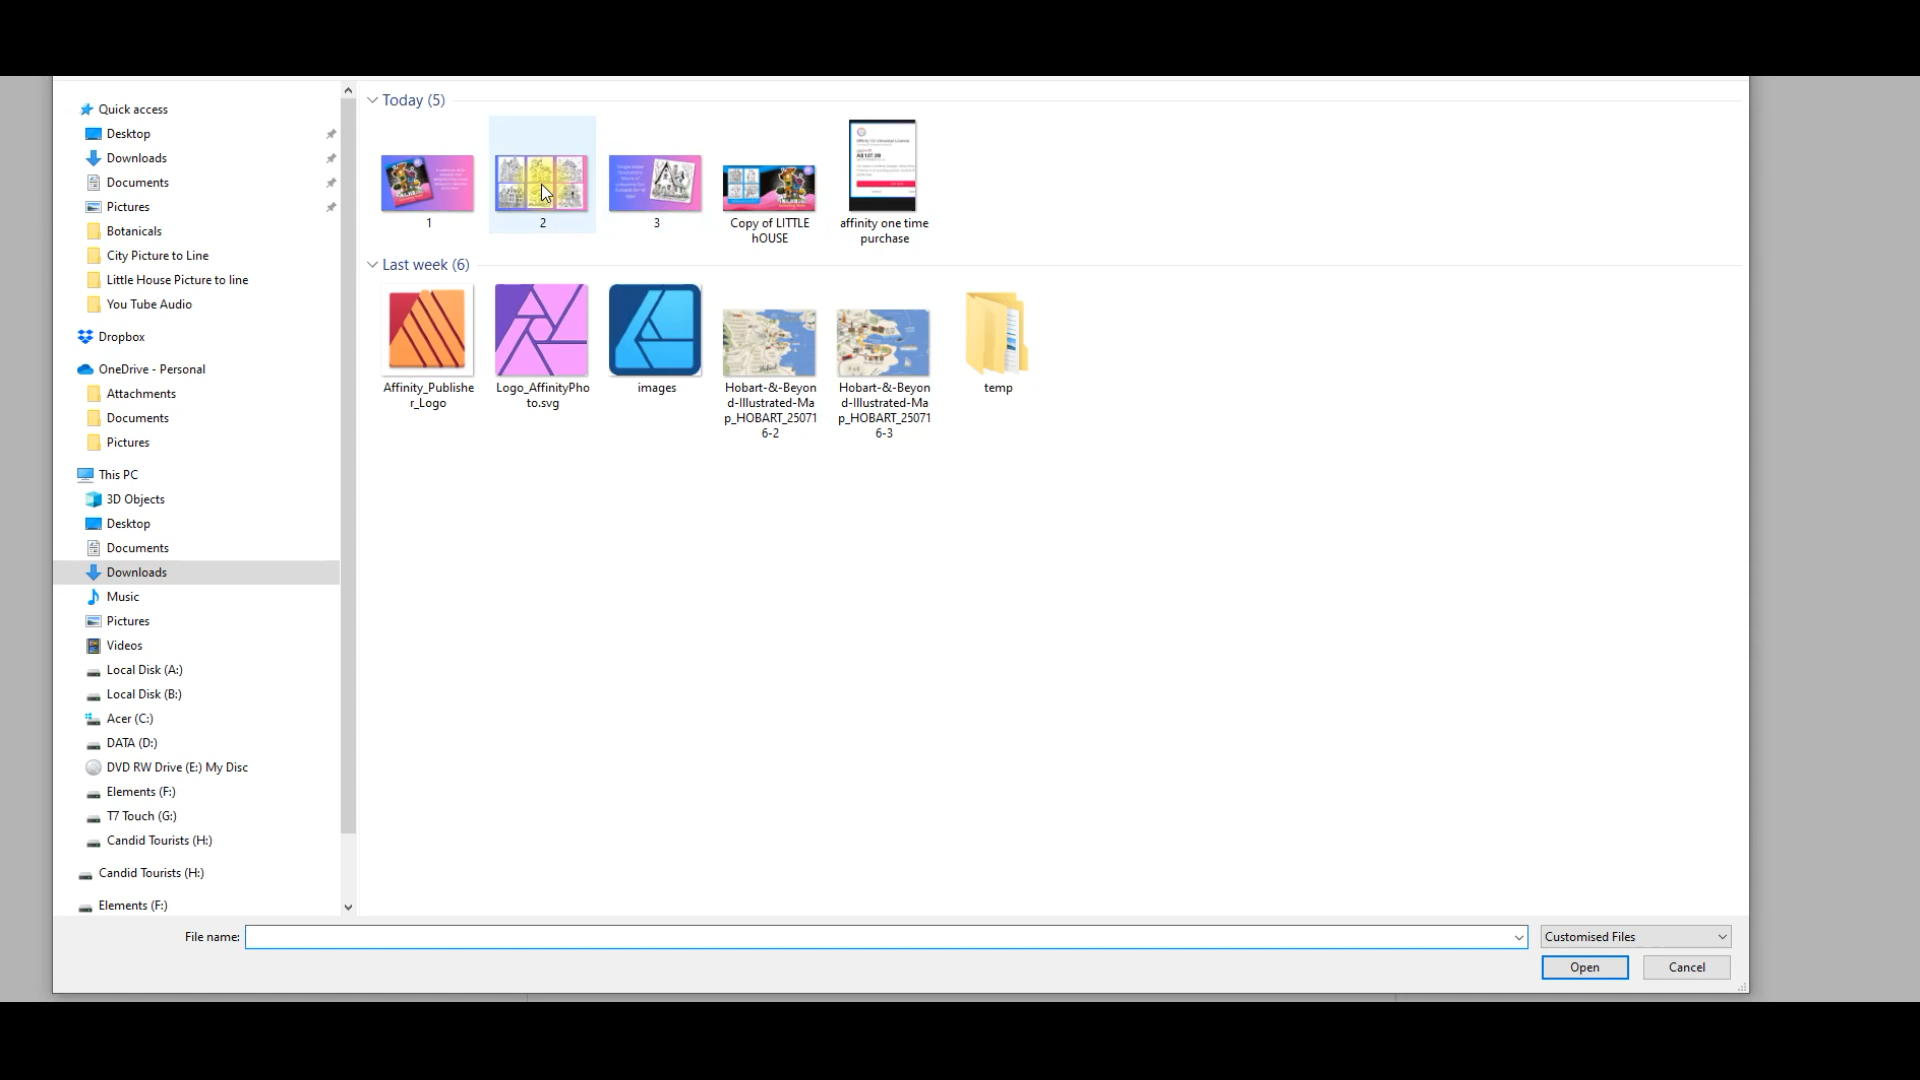 Quick access
Desktop
Downloads
Documents
Pictures
Botanicals
City Picture to Line
Little House Picture to line
You Tube Audio
Dropbox
OneDrive - Personal
Attachments
Documents
Pictures
This PC
3D Objects
Desktop
Documents
Downloads
Music
Pictures
Videos
Local Disk (A:)
Local Disk (B:)
Acer (C:)
DATA (D:)
DVD RW Drive (E:) My Disc
Elements (F:)
T7 Touch (G:)
Candid Tourists (H:)
Candid Tourists (H:)
Elements (F:)
Today (5)
1
2
3
Copy of LITTLE
hOUSE
affinity one time
purchase
Last week (6)
Affinity_Publishe
r_Logo
Logo_AffinityPho
to.svg
images
Hobart-&-Beyon
d-Illustrated-Ma
p_HOBART_25071
6-2
Hobart-&-Beyon
d-Illustrated-Ma
p_HOBART_25071
6-3
temp
File name:
Customised Files
Open
Cancel